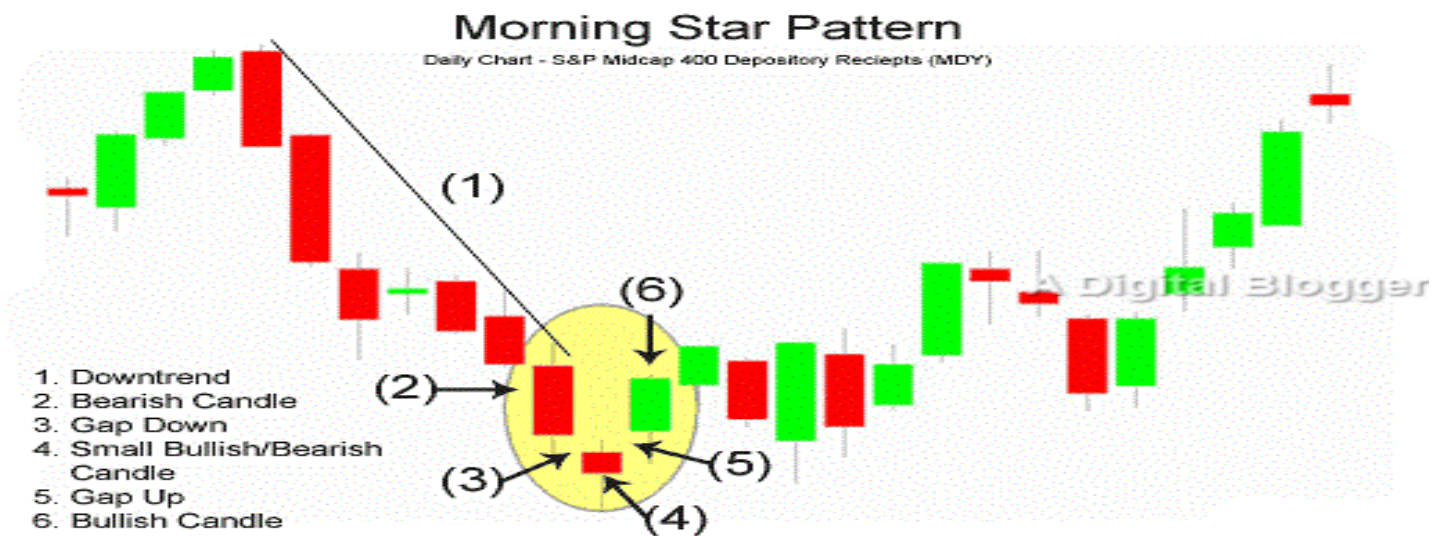 Morning Star Pattern
Daily Chart - S&P Midcap 400 Depository Reciepts (MDY)
(1)
(6)
A Digital Blogger
(2)
(3)
(5)
(4)
1. Downtrend
2. Bearish Candle
3. Gap Down
4. Small Bullish/Bearish
Candle
5. Gap Up
6. Bullish Candle